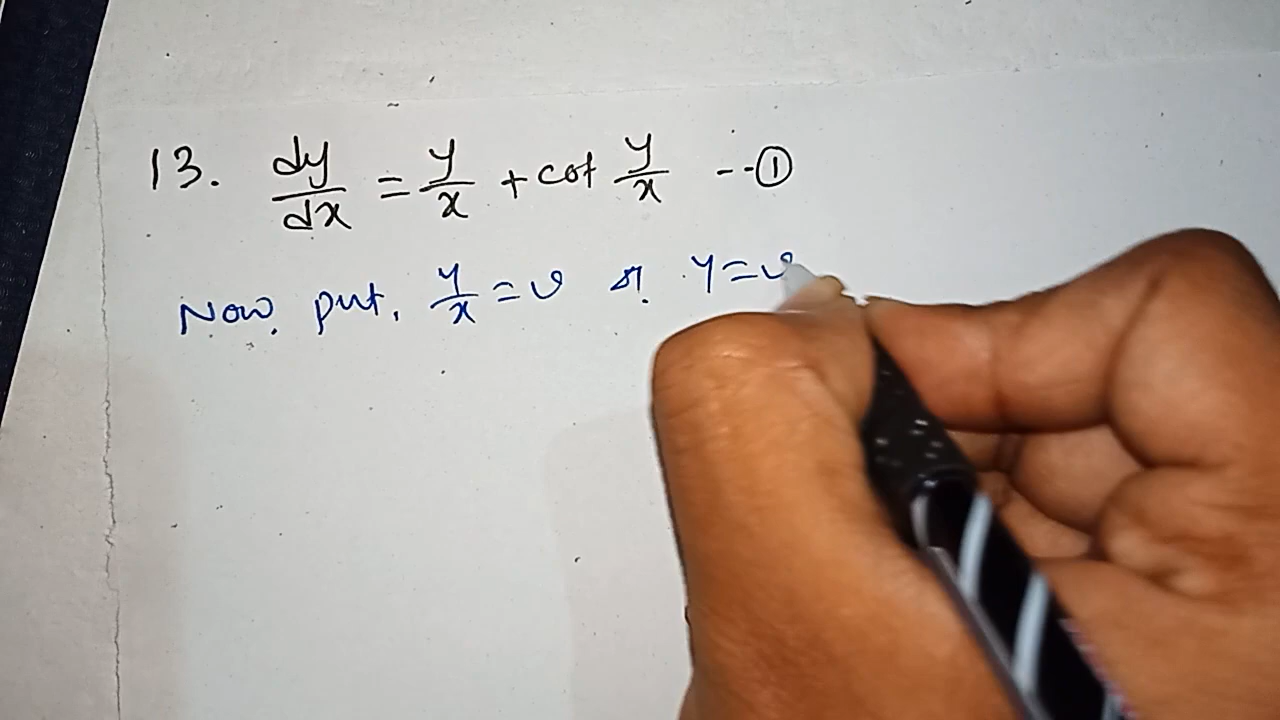 13. dy/dx = y/x + cot y/x --①
Now, put, y/x = v or, y = v